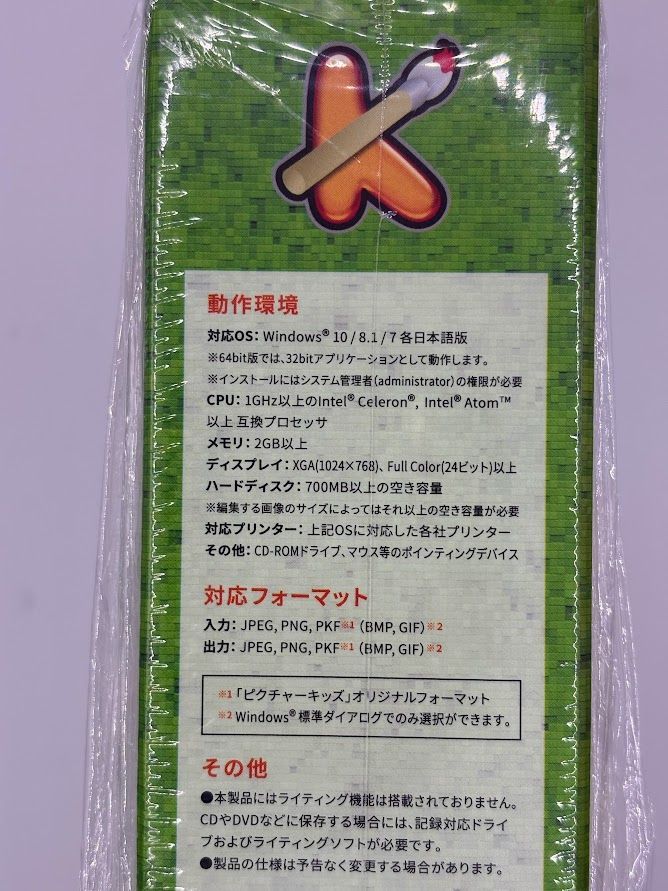 K
動作環境
対応OS: Windows® 10 / 8.1 / 7 各日本語版
※64bit版では、32bitアプリケーションとして動作します。
※インストールにはシステム管理者(administrator)の権限が必要
CPU: 1GHz以上のIntel® Celeron®, Intel® Atom™
以上 互換プロセッサ
メモリ: 2GB以上
ディスプレイ: XGA(1024×768)、Full Color(24ビット)以上
ハードディスク: 700MB以上の空き容量
※編集する画像のサイズによってはそれ以上の空き容量が必要
対応プリンター: 上記OSに対応した各社プリンター
その他: CD-ROMドライブ、マウス等のポインティングデバイス
対応フォーマット
入力: JPEG, PNG, PKF※1 (BMP, GIF)※2
出力: JPEG, PNG, PKF※1 (BMP, GIF)※2
※1「ピクチャーキッズ」オリジナルフォーマット
※2 Windows® 標準ダイアログでのみ選択ができます。
その他
●本製品にはライティング機能は搭載されておりません。
CDやDVDなどに保存する場合には、記録対応ドライ
ブおよびライティングソフトが必要です。
●製品の仕様は予告なく変更する場合があります。